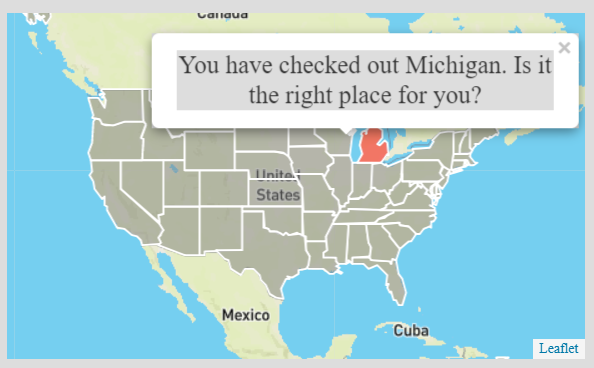 Canada
You have checked out Michigan. Is it
the right place for you?
×
United
States
Mexico
Cuba
Leaflet